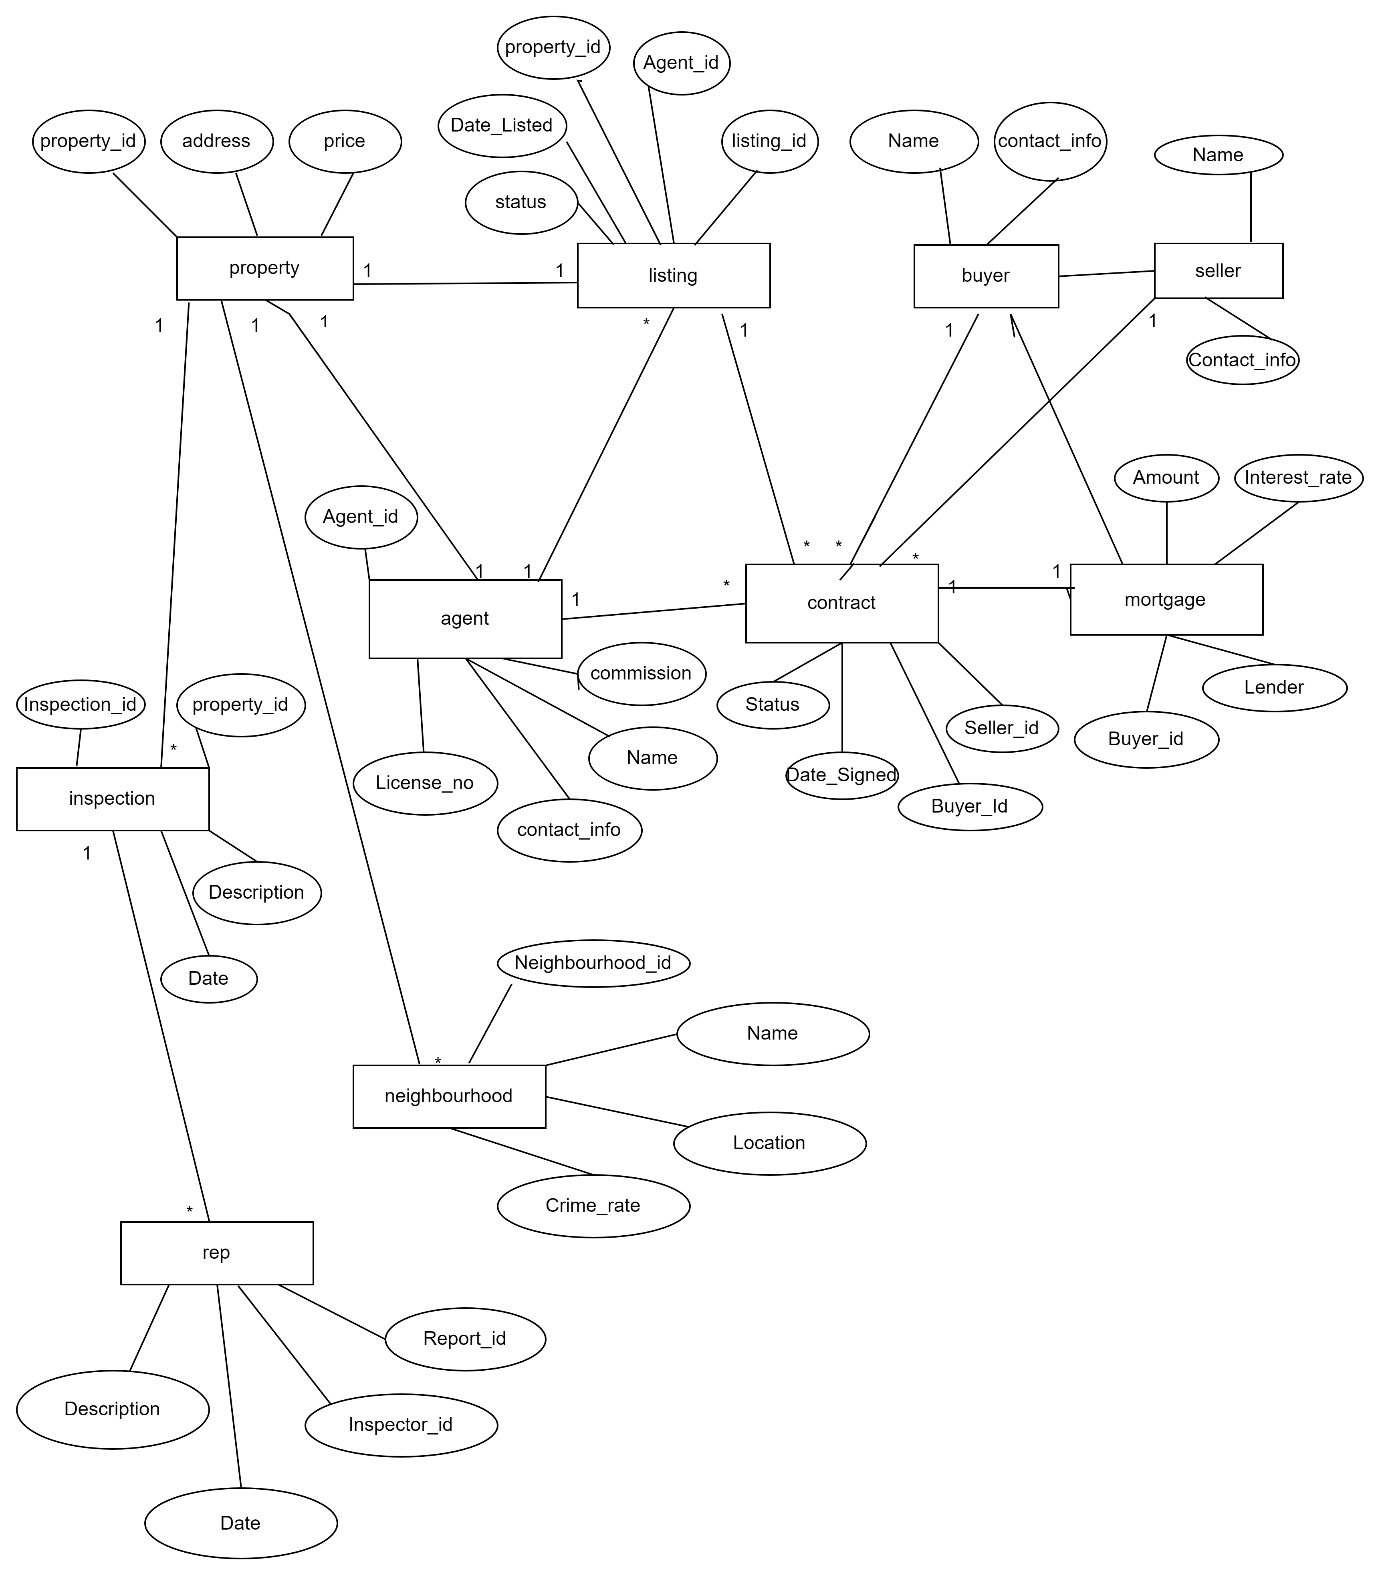 property_id
Agent_id
Date_Listed
listing_id
status
property_id
address
price
Name
contact_info
Name
property
1
1
listing
buyer
seller
1
1
1
*
1
1
1
1
Contact_info
Amount
Interest_rate
Agent_id
*
*
*
1
1
1
*
1
1
agent
contract
mortgage
commission
Status
Seller_id
Lender
Buyer_id
Name
License_no
Date_Signed
Buyer_Id
contact_info
Inspection_id
property_id
*
inspection
1
Description
Date
Neighbourhood_id
Name
*
neighbourhood
Location
Crime_rate
*
rep
Report_id
Description
Inspector_id
Date